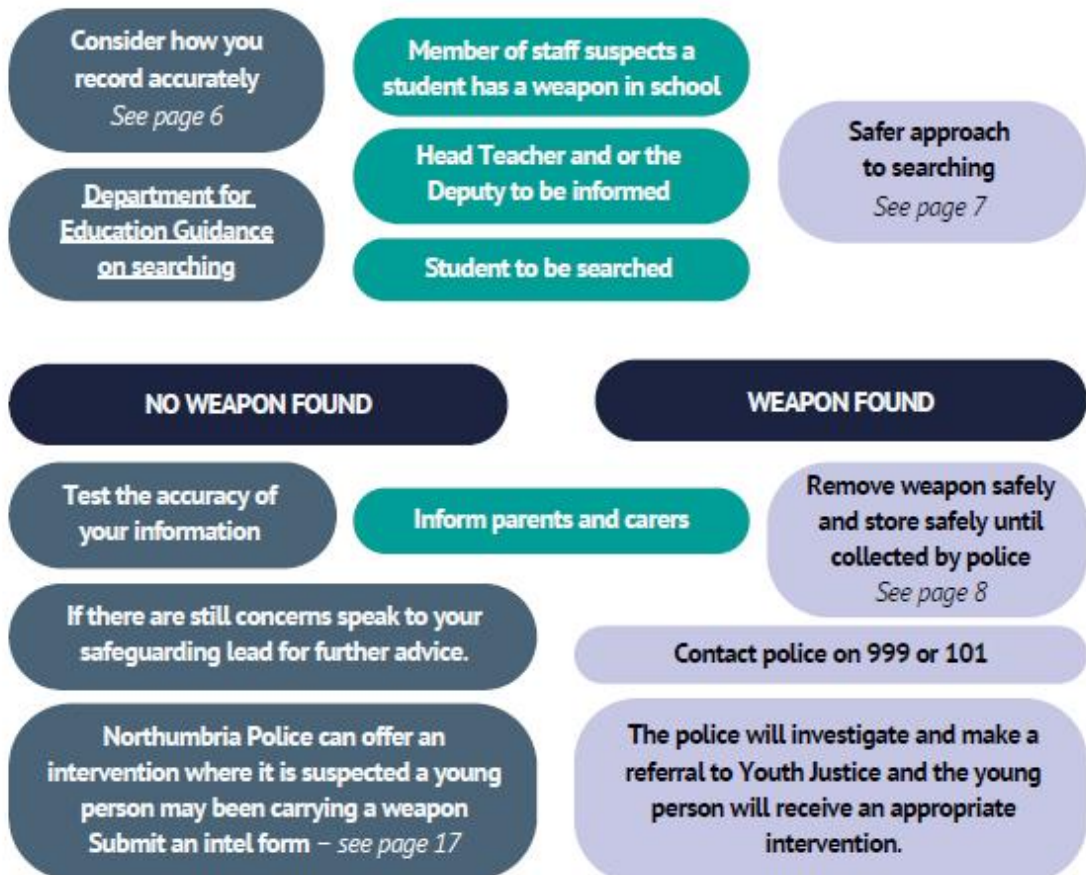 Consider how you
record accurately
See page 6
Department for
Education Guidance
on searching
Member of staff suspects a
student has a weapon in school
Head Teacher and or the
Deputy to be informed
Student to be searched
Safer approach
to searching
See page 7
NO WEAPON FOUND
WEAPON FOUND
Test the accuracy of
your information
Inform parents and carers
Remove weapon safely
and store safely until
collected by police
See page 8
If there are still concerns speak to your
safeguarding lead for further advice.
Contact police on 999 or 101
Northumbria Police can offer an
intervention where it is suspected a young
person may been carrying a weapon
Submit an intel form – see page 17
The police will investigate and make a
referral to Youth Justice and the young
person will receive an appropriate
intervention.